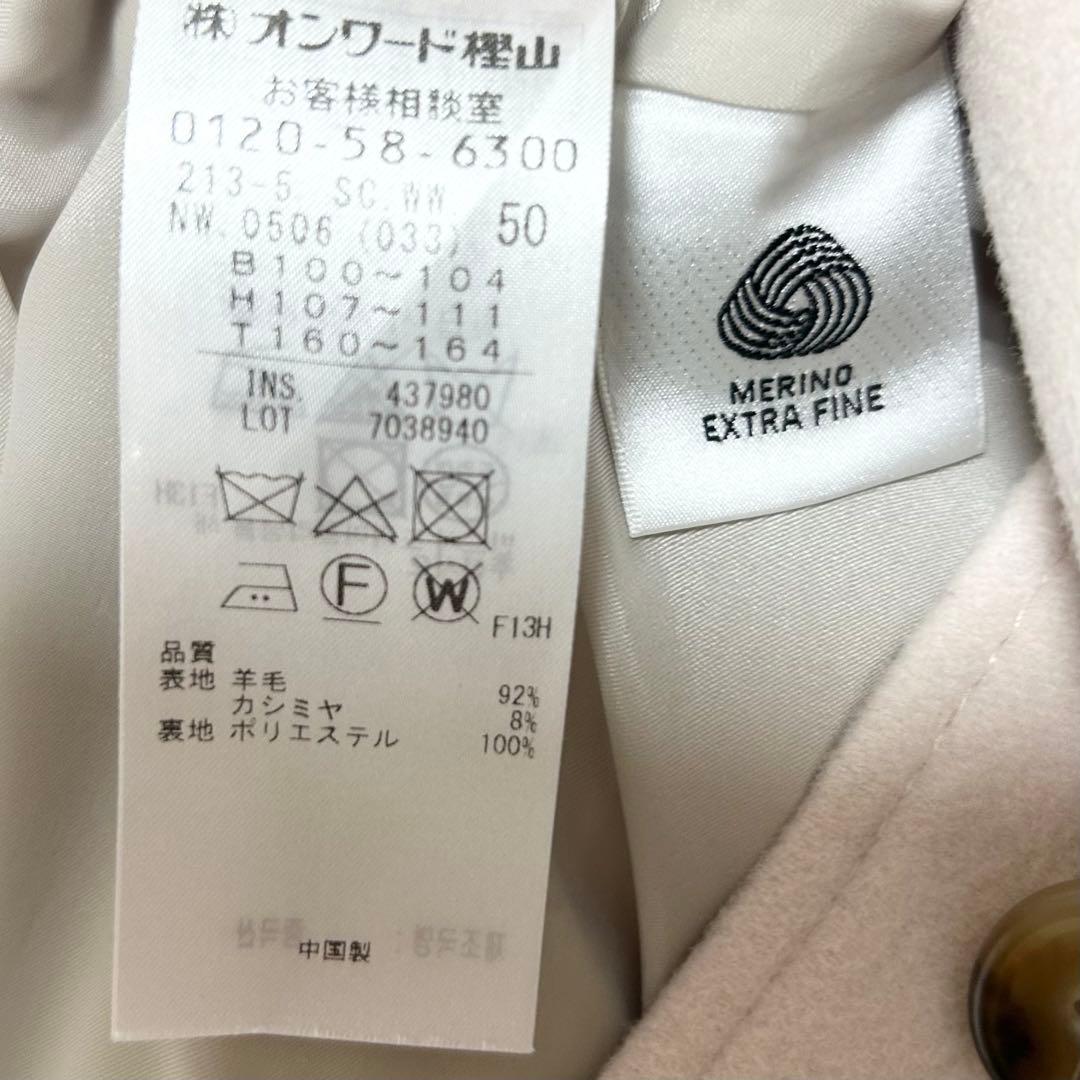 ㈱ オンワード樫山
お客様相談室
0120-58-6300
213-5. SC.WW.
NW.0506 (033) 50
B100~104
H107~111
T160~164
INS. 437980
LOT 7038940
F
W
F13H
品質
表地 羊毛 92%
カシミヤ 8%
裏地 ポリエステル 100%
中国製
MERINO
EXTRA FINE